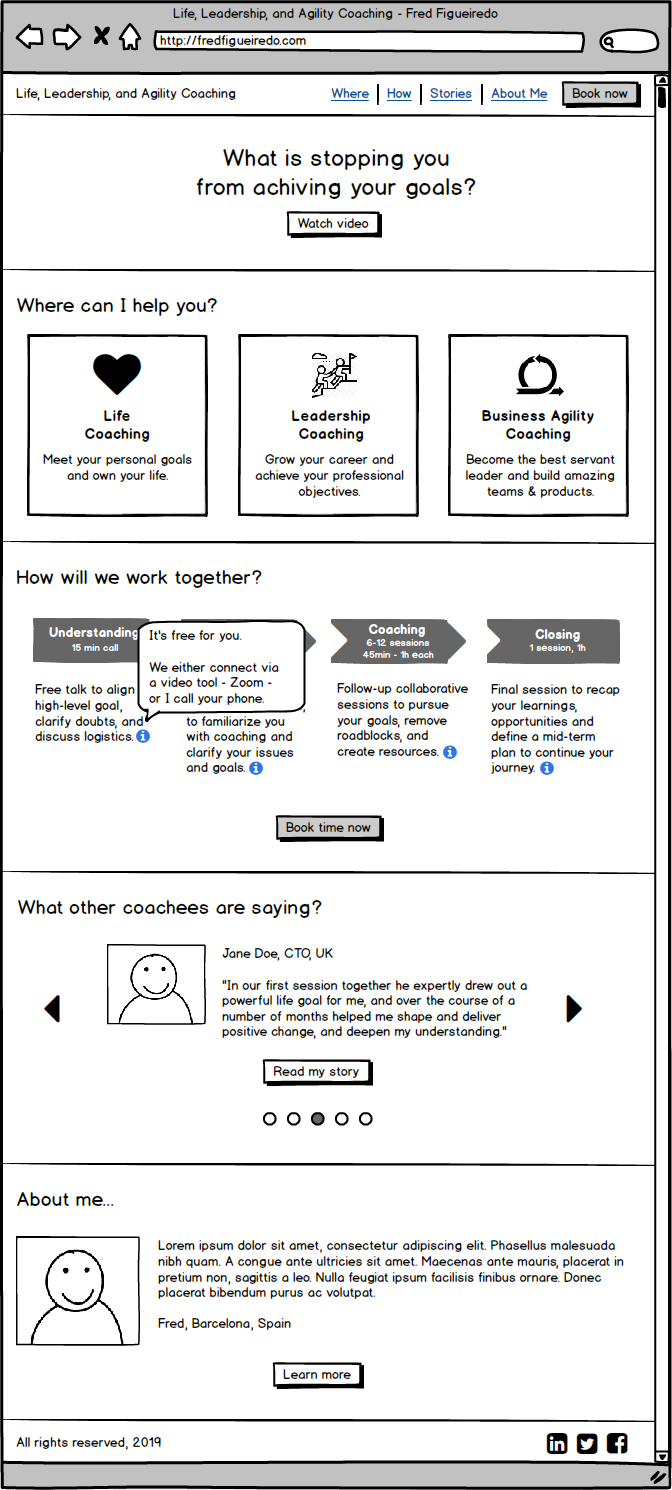 Life, Leadership, and Agility Coaching - Fred Figueiredo
http://fredfigueiredo.com
Life, Leadership, and Agility Coaching
Where How Stories About Me Book now
What is stopping you
from achiving your goals?
Watch video
Where can I help you?
Life
Coaching
Meet your personal goals
and own your life.
Leadership
Coaching
Grow your career and
achieve your professional
objectives.
Business Agility
Coaching
Become the best servant
leader and build amazing
teams & products.
How will we work together?
Understanding
15 min call
Free talk to align
high-level goal,
clarify doubts, and
discuss logistics.
It's free for you.
We either connect via
a video tool - Zoom -
or I call your phone.
to familiarize you
with coaching and
clarify your issues
and goals.
Coaching
6-12 sessions
45min - 1h each
Follow-up collaborative
sessions to pursue
your goals, remove
roadblocks, and
create resources.
Closing
1 session, 1h
Final session to recap
your learnings,
opportunities and
define a mid-term
plan to continue your
journey.
Book time now
What other coachees are saying?
Jane Doe, CTO, UK
"In our first session together he expertly drew out a
powerful life goal for me, and over the course of a
number of months helped me shape and deliver
positive change, and deepen my understanding."
Read my story
About me...
Lorem ipsum dolor sit amet, consectetur adipiscing elit. Phasellus malesuada
nibh quam. A congue ante ultricies sit amet. Maecenas ante mauris, placerat in
pretium non, sagittis a leo. Nulla feugiat ipsum facilisis finibus ornare. Donec
placerat bibendum purus ac volutpat.
Fred, Barcelona, Spain
Learn more
All rights reserved, 2019